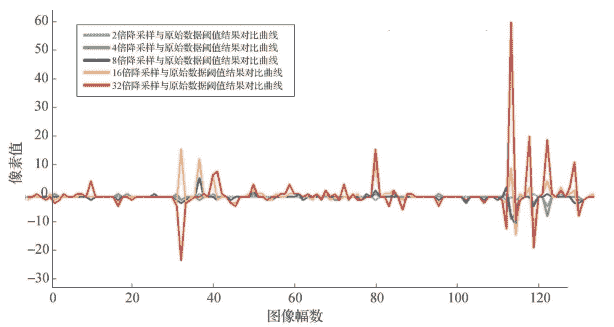 2倍降采样与原始数据阈值结果对比曲线
4倍降采样与原始数据阈值结果对比曲线
8倍降采样与原始数据阈值结果对比曲线
16倍降采样与原始数据阈值结果对比曲线
32倍降采样与原始数据阈值结果对比曲线
60
50
40
30
20
10
0
−10
−20
−30
像素值
0
20
40
60
80
100
120
图像幅数